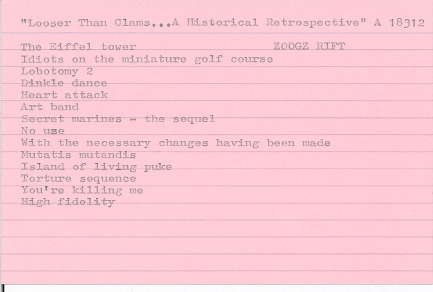 "Looser Than Clams...A Historical Retrospective" A 18312
The Eiffel tower ZOOGZ RIFT
Idiots on the miniature golf course
Lobotomy 2
Dinkle dance
Heart attack
Art band
Secret marines - the sequel
No use
With the necessary changes having been made
Mutatis mutandis
Island of living puke
Torture sequence
You're killing me
High fidelity